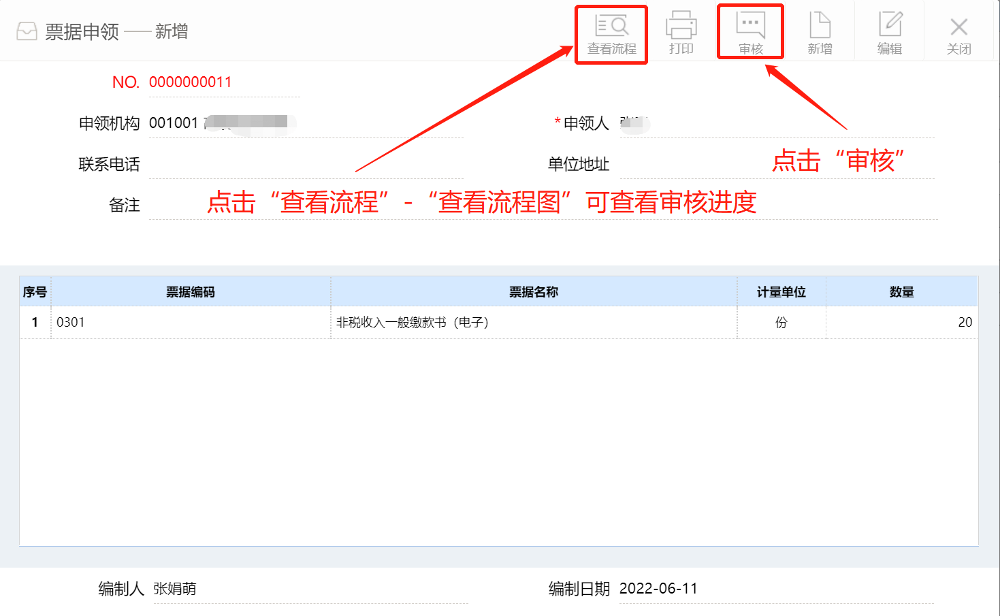 票据申领 —— 新增
查看流程
打印
审核
新增
编辑
关闭
NO. 0000000011
申领机构 001001
*申领人
联系电话
单位地址
点击“审核”
备注
点击“查看流程” - “查看流程图” 可查看审核进度
序号 票据编码 票据名称 计量单位 数量
1 0301 非税收入一般缴款书（电子） 份 20
编制人 张娟萌
编制日期 2022-06-11